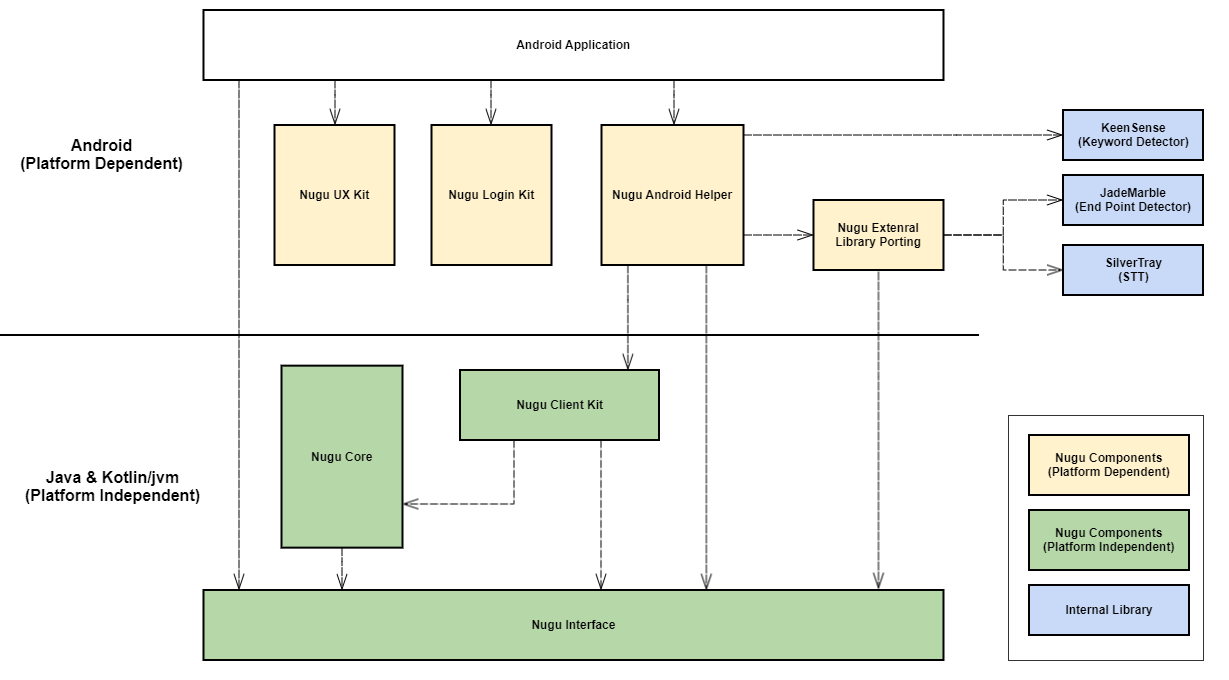 Android Application
Android
(Platform Dependent)
Nugu UX Kit
Nugu Login Kit
Nugu Android Helper
Nugu Extenral
Library Porting
KeenSense
(Keyword Detector)
JadeMarble
(End Point Detector)
SilverTray
(STT)
Java & Kotlin/jvm
(Platform Independent)
Nugu Core
Nugu Client Kit
Nugu Interface
Nugu Components
(Platform Dependent)
Nugu Components
(Platform Independent)
Internal Library